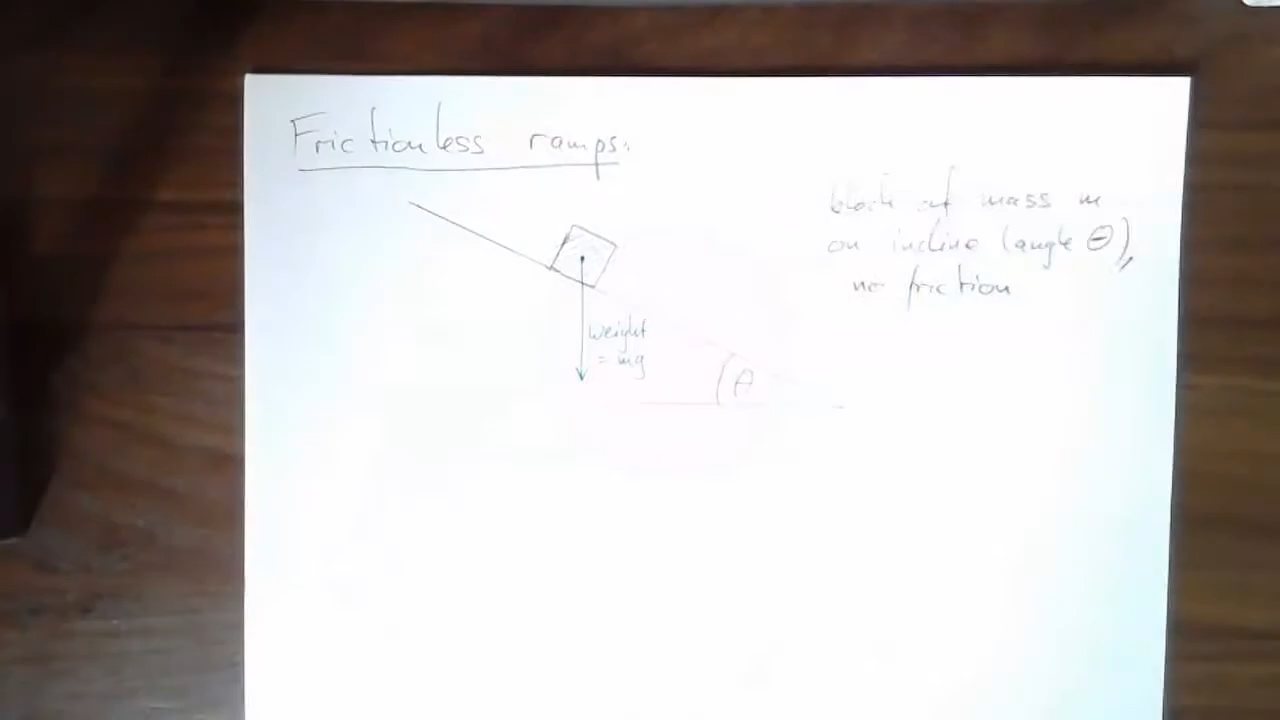 Frictionless ramps:
block of mass m
on incline (angle θ),
no friction
weight
= mg
θ